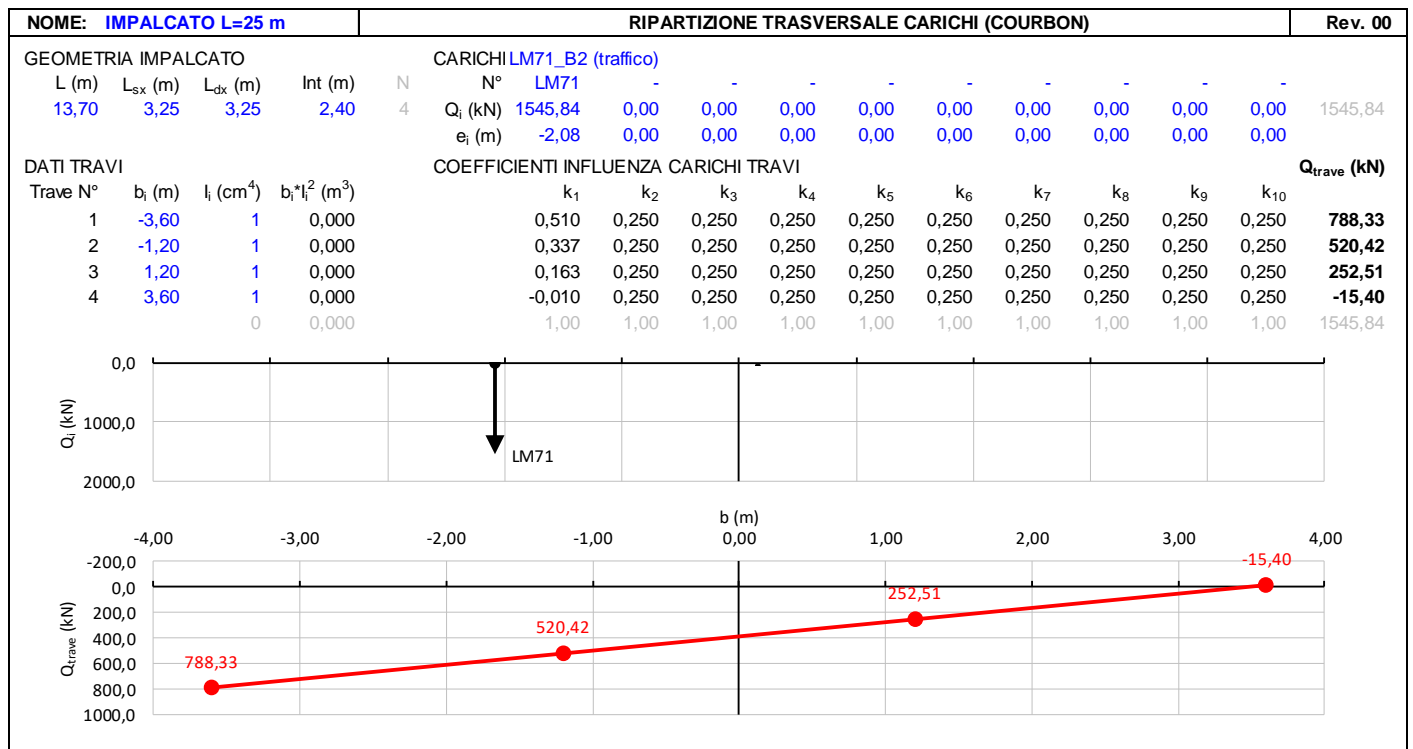 NOME: IMPALCATO L=25 m RIPARTIZIONE TRASVERSALE CARICHI (COURBON) Rev. 00
GEOMETRIA IMPALCATO CARICHI LM71_B2 (traffico)
L (m) Lsx (m) Ldx (m) Int (m) N N° LM71 - - - - - - - - -
13,70 3,25 3,25 2,40 4 Qi (kN) 1545,84 0,00 0,00 0,00 0,00 0,00 0,00 0,00 0,00 0,00 1545,84
ei (m) -2,08 0,00 0,00 0,00 0,00 0,00 0,00 0,00 0,00 0,00
DATI TRAVI COEFFICIENTI INFLUENZA CARICHI TRAVI Qtrave (kN)
Trave N° bi (m) Ii (cm4) bi*Ii2 (m3) k1 k2 k3 k4 k5 k6 k7 k8 k9 k10
1 -3,60 1 0,000 0,510 0,250 0,250 0,250 0,250 0,250 0,250 0,250 0,250 0,250 788,33
2 -1,20 1 0,000 0,337 0,250 0,250 0,250 0,250 0,250 0,250 0,250 0,250 0,250 520,42
3 1,20 1 0,000 0,163 0,250 0,250 0,250 0,250 0,250 0,250 0,250 0,250 0,250 252,51
4 3,60 1 0,000 -0,010 0,250 0,250 0,250 0,250 0,250 0,250 0,250 0,250 0,250 -15,40
0 0,000 1,00 1,00 1,00 1,00 1,00 1,00 1,00 1,00 1,00 1,00 1545,84
0,0
1000,0
2000,0
Qi (kN)
LM71
b (m)
-4,00 -3,00 -2,00 -1,00 0,00 1,00 2,00 3,00 4,00
-200,0
0,0
200,0
400,0
600,0
800,0
1000,0
Qtrave (kN)
788,33
520,42
252,51
-15,40